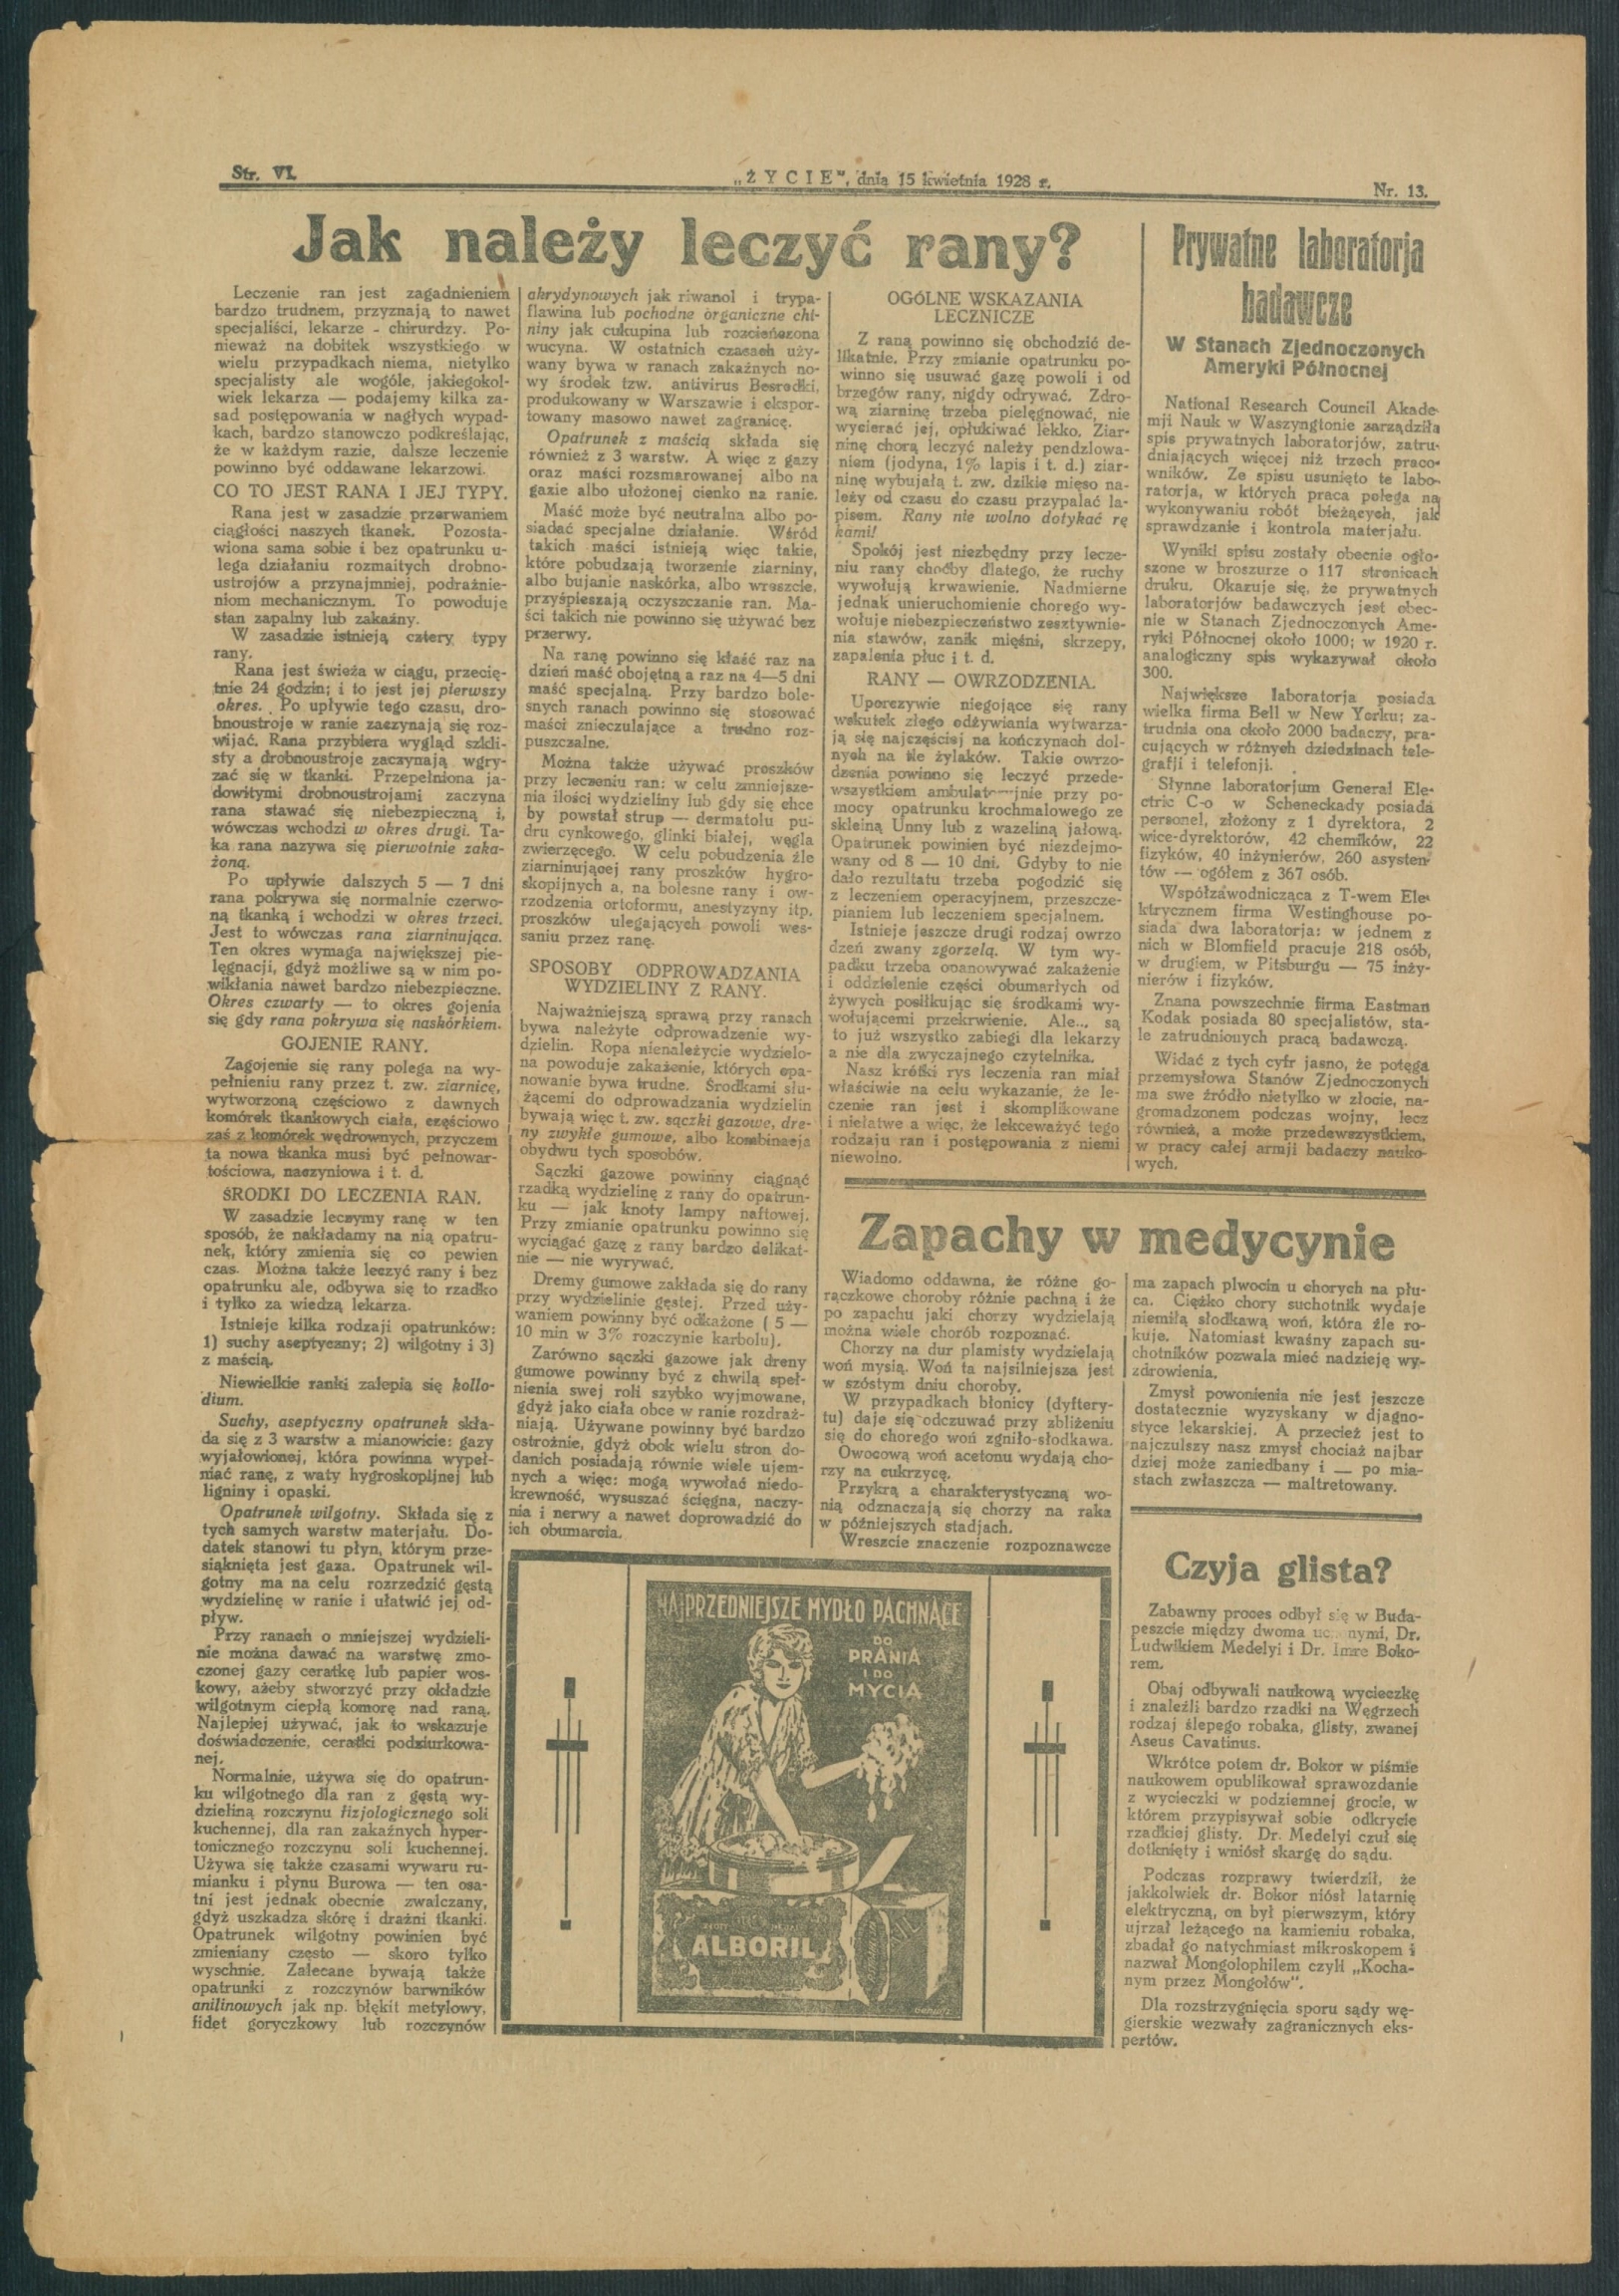 Str. VI.
„ŻYCIE", dnia 15 kwietnia 1928 r.
Nr. 13.
Jak należy leczyć rany?
Leczenie ran jest zagadnieniem
bardzo trudnem, przyznają to nawet
specjaliści, lekarze - chirurdzy. Po-
nieważ na dobitek wszystkiego w
wielu przypadkach niema, nietylko
specjalisty ale wogóle, jakiegokol-
wiek lekarza — podajemy kilka za-
sad postępowania w nagłych wypad-
kach, bardzo stanowczo podkreślając,
że w każdym razie, dalsze leczenie
powinno być oddawane lekarzowi.
CO TO JEST RANA I JEJ TYPY.
Rana jest w zasadzie przerwaniem
ciągłości naszych tkanek. Pozosta-
wiona sama sobie i bez opatrunku u-
lega działaniu rozmaitych drobno-
ustrojów a przynajmniej, podrażnie-
niom mechanicznym. To powoduje
stan zapalny lub zakaźny.
W zasadzie istnieją cztery typy
rany.
Rana jest świeża w ciągu, przecię-
tnie 24 godzin; i to jest jej pierwszy
okres. Po upływie tego czasu, dro-
bnoustroje w ranie zaczynają się roz-
wijać. Rana przybiera wygląd szkli-
sty a drobnoustroje zaczynają wgry-
zać się w tkanki. Przepełniona ja-
dowitymi drobnoustrojami zaczyna
rana stawać się niebezpieczną i,
wówczas wchodzi w okres drugi. Ta-
ka rana nazywa się pierwotnie zaka-
żoną.
Po upływie dalszych 5 — 7 dni
rana pokrywa się normalnie czerwo-
ną tkanką i wchodzi w okres trzeci.
Jest to wówczas rana ziarninująca.
Ten okres wymaga największej pie-
lęgnacji, gdyż możliwe są w nim po-
wikłania nawet bardzo niebezpieczne.
Okres czwarty — to okres gojenia
się gdy rana pokrywa się naskórkiem.
GOJENIE RANY.
Zagojenie się rany polega na wy-
pełnieniu rany przez t. zw. ziarnicę,
wytworzoną częściowo z dawnych
komórek tkankowych ciała, częściowo
zaś z komórek wędrownych, przyczem
ta nowa tkanka musi być pełnowar-
tościowa, naczyniowa i t. d.
ŚRODKI DO LECZENIA RAN.
W zasadzie leczymy ranę w ten
sposób, że nakładamy na nią opatru-
nek, który zmienia się co pewien
czas. Można także leczyć rany i bez
opatrunku ale, odbywa się to rzadko
i tylko za wiedzą lekarza.
Istnieje kilka rodzaji opatrunków:
1) suchy aseptyczny; 2) wilgotny i 3)
z maścią.
Niewielkie ranki zalepia się kollo-
dium.
Suchy, aseptyczny opatrunek skła-
da się z 3 warstw a mianowicie: gazy
wyjałowionej, która powinna wypeł-
niać ranę, z waty hygroskopijnej lub
ligniny i opaski.
Opatrunek wilgotny. Składa się z
tych samych warstw materjału. Do-
datek stanowi tu płyn, którym prze-
siąknięta jest gaza. Opatrunek wil-
gotny ma na celu rozrzedzić gęstą
wydzielinę w ranie i ułatwić jej od-
pływ.
Przy ranach o mniejszej wydzieli-
nie można dawać na warstwę zmo-
czonej gazy ceratkę lub papier wos-
kowy, ażeby stworzyć przy okładzie
wilgotnym ciepłą komorę nad raną.
Najlepiej używać, jak to wskazuje
doświadczenie, ceratki podziurkowa-
nej.
Normalnie, używa się do opatrun-
ku wilgotnego dla ran z gęstą wy-
dzieliną rozczynu fizjologicznego soli
kuchennej, dla ran zakaźnych hyper-
tonicznego rozczynu soli kuchennej.
Używa się także czasami wywaru ru-
mianku i płynu Burowa — ten osta-
tni jest jednak obecnie zwalczany,
gdyż uszkadza skórę i drażni tkanki.
Opatrunek wilgotny powinien być
zmieniany często — skoro tylko
wyschnie. Zalecane bywają także
opatrunki z rozczynów barwników
anilinowych jak np. błękit metylowy,
fidet goryczkowy lub rozczynów
akrydynowych jak riwanol i trypa-
flawina lub pochodne organiczne chi-
niny jak cukupina lub rozcieńczona
wucyna. W ostatnich czasach uży-
wany bywa w ranach zakaźnych no-
wy środek tzw. antivirus Besredki,
produkowany w Warszawie i ekspor-
towany masowo nawet zagranicę.
Opatrunek z maścią składa się
również z 3 warstw. A więc z gazy
oraz maści rozsmarowanej albo na
gazie albo ułożonej cienko na ranie.
Maść może być neutralna albo po-
siadać specjalne działanie. Wśród
takich maści istnieją więc takie,
które pobudzają tworzenie ziarniny,
albo bujanie naskórka, albo wreszcie,
przyśpieszają oczyszczanie ran. Ma-
ści takich nie powinno się używać bez
przerwy.
Na ranę powinno się kłaść raz na
dzień maść obojętną a raz na 4—5 dni
maść specjalną. Przy bardzo bole-
snych ranach powinno się stosować
maści znieczulające a trudno roz-
puszczalne.
Można także używać proszków
przy leczeniu ran: w celu zmniejsze-
nia ilości wydzieliny lub gdy się chce
by powstał strup — dermatolu pu-
dru cynkowego, glinki białej, węgla
zwierzęcego. W celu pobudzenia źle
ziarninującej rany proszków hygro-
skopijnych a, na bolesne rany i ow-
rzodzenia ortoformu, anestyzyny itp.
proszków ulegających powoli wes-
saniu przez ranę.
SPOSOBY ODPROWADZANIA
WYDZIELINY Z RANY.
Najważniejszą sprawą przy ranach
bywa należyte odprowadzenie wy-
dzielin. Ropa nienależycie wydzielo-
na powoduje zakażenie, których opa-
nowanie bywa trudne. Środkami słu-
żącemi do odprowadzania wydzielin
bywają więc t. zw. sączki gazowe, dre-
ny zwykłe gumowe, albo kombinacja
obydwu tych sposobów.
Sączki gazowe powinny ciągnąć
rzadką wydzielinę z rany do opatrun-
ku — jak knoty lampy naftowej.
Przy zmianie opatrunku powinno się
wyciągać gazę z rany bardzo delikat-
nie — nie wyrywać.
Dremy gumowe zakłada się do rany
przy wydzielinie gęstej. Przed uży-
waniem powinny być odkażone ( 5 —
10 min w 3% rozczynie karbolu).
Zarówno sączki gazowe jak dreny
gumowe powinny być z chwilą speł-
nienia swej roli szybko wyjmowane,
gdyż jako ciała obce w ranie rozdraż-
niają. Używane powinny być bardzo
ostrożnie, gdyż obok wielu stron do-
danich posiadają równie wiele ujem-
nych a więc: mogą wywołać niedo-
krewność, wysuszać ścięgna, naczy-
nia i nerwy a nawet doprowadzić do
ich obumarcia.
OGÓLNE WSKAZANIA
LECZNICZE
Z raną powinno się obchodzić de-
likatnie. Przy zmianie opatrunku po-
winno się usuwać gazę powoli i od
brzegów rany, nigdy odrywać. Zdro-
wą ziarninę trzeba pielęgnować, nie
wycierać jej, opłukiwać lekko. Ziar-
ninę chorą leczyć należy pendzlowa-
niem (jodyna, 1% lapis i t. d.) ziar-
ninę wybujałą t. zw. dzikie mięso na-
leży od czasu do czasu przypalać la-
pisem. Rany nie wolno dotykać rę
kami!
Spokój jest niezbędny przy lecze-
niu rany choćby dlatego, że ruchy
wywołują krwawienie. Nadmierne
jednak unieruchomienie chorego wy-
wołuje niebezpieczeństwo zesztywnie-
nia stawów, zanik mięśni, skrzepy,
zapalenia płuc i t. d.
RANY — OWRZODZENIA.
Uporczywie niegojące się rany
wskutek złego odżywiania wytwarza-
ją się najczęściej na kończynach dol-
nych na tle żylaków. Takie owrzo-
dzenia powinno się leczyć przede-
wszystkiem przy po-
mocy opatrunku krochmalowego ze
skleiną Unny lub z wazeliną jałową.
Opatrunek powinien być niezdejmo-
wany od 8 — 10 dni. Gdyby to nie
dało rezultatu trzeba pogodzić się
z leczeniem operacyjnem, przeszcze-
pianiem lub leczeniem specjalnem.
Istnieje jeszcze drugi rodzaj owrzo
dzeń zwany zgorzelą. W tym wy-
padku trzeba opanowywać zakażenie
i oddzielenie części obumarłych od
żywych posiłkując się środkami wy-
wołującemi przekrwienie. Ale... są
to już wszystko zabiegi dla lekarzy
a nie dla zwyczajnego czytelnika.
Nasz krótki rys leczenia ran miał
właściwie na celu wykazanie, że le-
czenie ran jest i skomplikowane
i niełatwe a więc, że lekceważyć tego
rodzaju ran i postępowania z niemi
niewolno.
Prywatne laboratorja
badawcze
W Stanach Zjednoczonych
Ameryki Północnej
National Research Council Akade-
mji Nauk w Waszyngtonie zarządziła
spis prywatnych laboratorjów, zatru-
dniających więcej niż trzech praco-
wników. Ze spisu usunięto te labo-
ratorja, w których praca polega na
wykonywaniu robót bieżących, jak
sprawdzanie i kontrola materjału.
Wyniki spisu zostały obecnie ogło-
szone w broszurze o 117 stronicach
druku. Okazuje się, że prywatnych
laboratorjów badawczych jest obec-
nie w Stanach Zjednoczonych Ame-
ryki Północnej około 1000; w 1920 r.
analogiczny spis wykazywał około
300.
Największe laboratorja posiada
wielka firma Bell w New Yorku; za-
trudnia ona około 2000 badaczy, pra-
cujących w różnych dziedzinach tele-
grafji i telefonji.
Słynne laboratorjum General Ele-
ctric C-o w Scheneckady posiada
personel, złożony z 1 dyrektora, 2
wice-dyrektorów, 42 chemików, 22
fizyków, 40 inżynierów, 260 asysten-
tów — ogółem z 367 osób.
Współzawodnicząca z T-wem Ele-
ktrycznem firma Westinghouse po-
siada dwa laboratorja: w jednem z
nich w Blomfield pracuje 218 osób,
w drugiem, w Pitsburgu — 75 inży-
nierów i fizyków.
Znana powszechnie firma Eastman
Kodak posiada 80 specjalistów, sta-
le zatrudnionych pracą badawczą.
Widać z tych cyfr jasno, że potęga
przemysłowa Stanów Zjednoczonych
ma swe źródło nietylko w złocie, na-
gromadzonem podczas wojny, lecz
również, a może przedewszystkiem,
w pracy całej armji badaczy nauko-
wych.
Zapachy w medycynie
Wiadomo oddawna, że różne go-
rączkowe choroby różnie pachną i że
po zapachu jaki chorzy wydzielają
można wiele chorób rozpoznać.
Chorzy na dur plamisty wydzielają
woń mysią. Woń ta najsilniejsza jest
w szóstym dniu choroby.
W przypadkach błonicy (dyftery-
tu) daje się odczuwać przy zbliżeniu
się do chorego woń zgniło-słodkawa.
Owocową woń acetonu wydają cho-
rzy na cukrzycę.
Przykrą a charakterystyczną wo-
nią odznaczają się chorzy na raka
w późniejszych stadjach.
Wreszcie znaczenie rozpoznawcze
ma zapach plwocin u chorych na płu-
ca. Ciężko chory suchotnik wydaje
niemiłą słodkawą woń, która źle ro-
kuje. Natomiast kwaśny zapach su-
chotników pozwala mieć nadzieję wy-
zdrowienia.
Zmysł powonienia nie jest jeszcze
dostatecznie wyzyskany w djagno-
styce lekarskiej. A przecież jest to
najczulszy nasz zmysł chociaż najbar
dziej może zaniedbany i — po mia-
stach zwłaszcza — maltretowany.
Czyja glista?
Zabawny proces odbył się w Buda-
peszcie między dwoma Dr.
Ludwikiem Medelyi i Dr. Imre Boko-
rem.
Obaj odbywali naukową wycieczkę
i znaleźli bardzo rzadki na Węgrzech
rodzaj ślepego robaka, glisty, zwanej
Aseus Cavatinus.
Wkrótce potem dr. Bokor w piśmie
naukowem opublikował sprawozdanie
z wycieczki w podziemnej grocie, w
którem przypisywał sobie odkrycie
rzadkiej glisty. Dr. Medelyi czuł się
dotknięty i wniósł skargę do sądu.
Podczas rozprawy twierdził, że
jakkolwiek dr. Bokor niósł latarnię
elektryczną, on był pierwszym, który
ujrzał leżącego na kamieniu robaka,
zbadał go natychmiast mikroskopem i
nazwał Mongolophilem czyli „Kocha-
nym przez Mongołów".
Dla rozstrzygnięcia sporu sądy wę-
gierskie wezwały zagranicznych eks-
pertów.
NAJPRZEDNIEJSZE MYDŁO PACHNĄCE
DO
PRANIA
I DO
MYCIA
ALBORIL